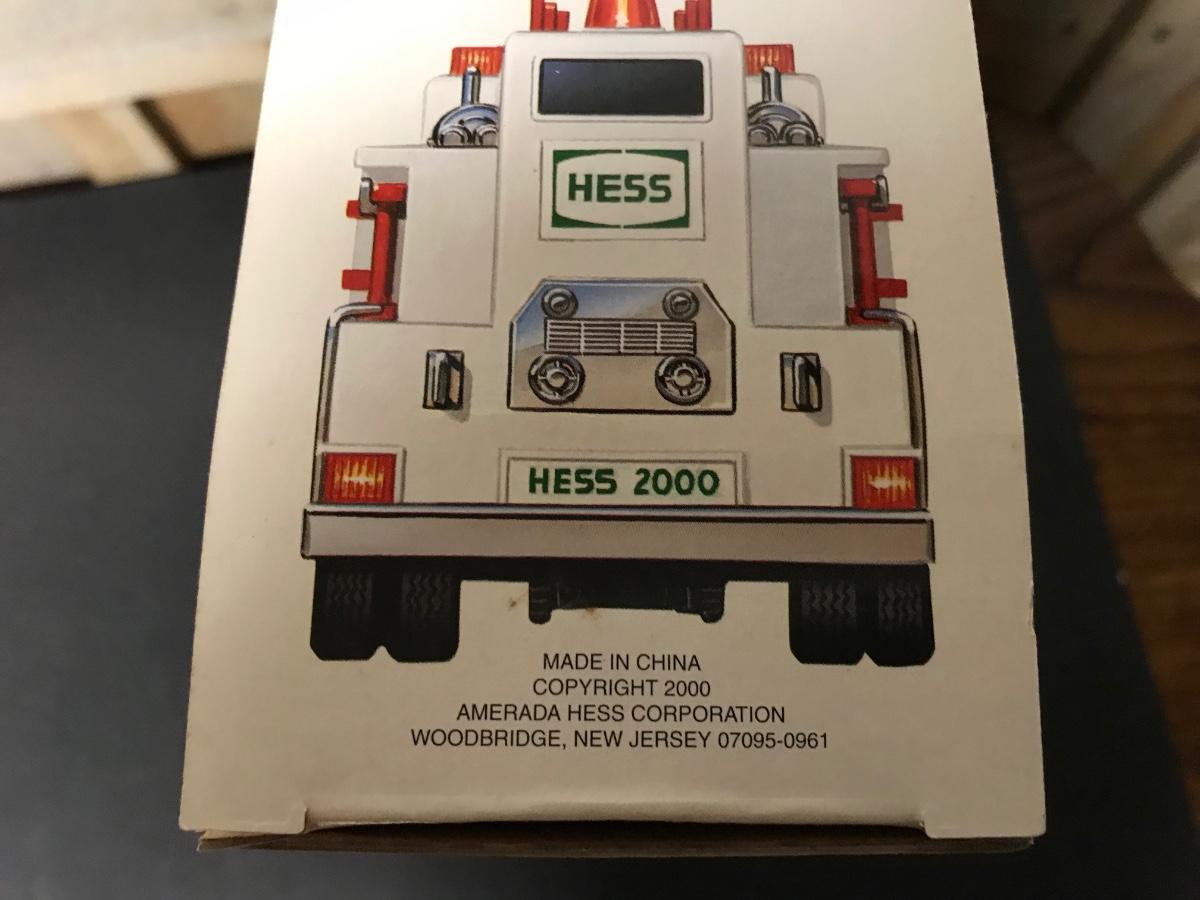 HESS
HESS 2000
MADE IN CHINA
COPYRIGHT 2000
AMERADA HESS CORPORATION
WOODBRIDGE, NEW JERSEY 07095-0961